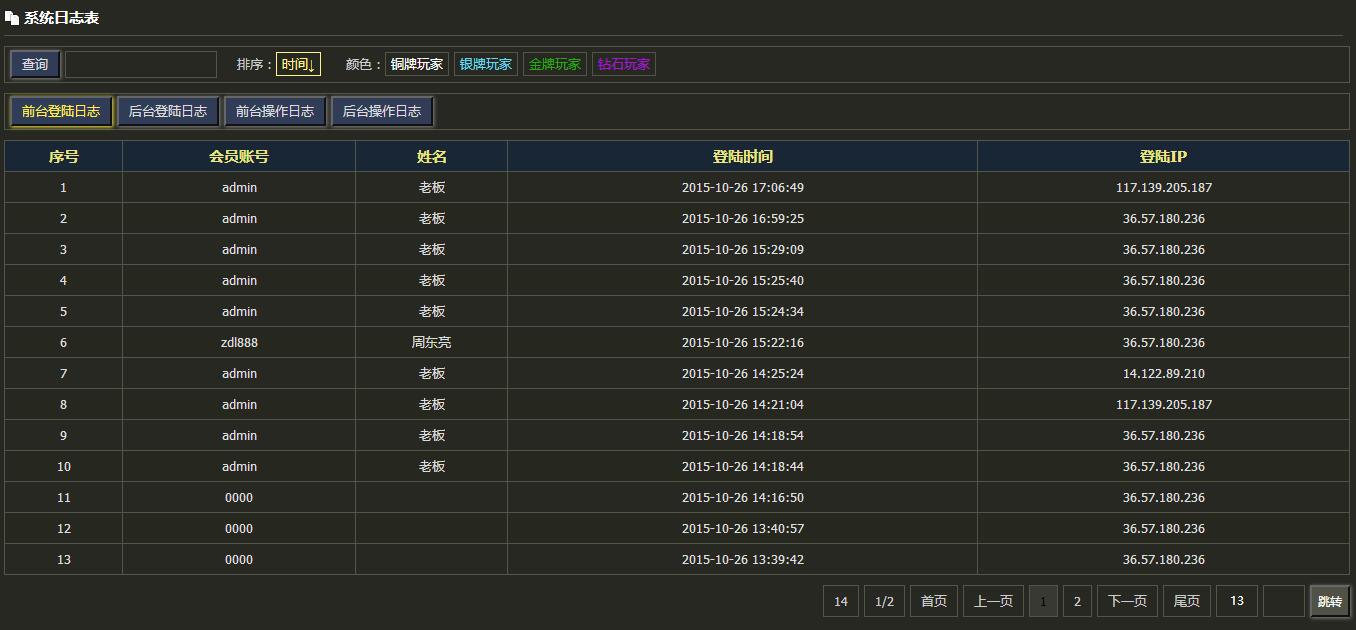 系统日志表
查询 排序：时间↓ 颜色：铜牌玩家 银牌玩家 金牌玩家 钻石玩家
前台登陆日志 后台登陆日志 前台操作日志 后台操作日志
序号 会员账号 姓名 登陆时间 登陆IP
1 admin 老板 2015-10-26 17:06:49 117.139.205.187
2 admin 老板 2015-10-26 16:59:25 36.57.180.236
3 admin 老板 2015-10-26 15:29:09 36.57.180.236
4 admin 老板 2015-10-26 15:25:40 36.57.180.236
5 admin 老板 2015-10-26 15:24:34 36.57.180.236
6 zdl888 周东亮 2015-10-26 15:22:16 36.57.180.236
7 admin 老板 2015-10-26 14:25:24 14.122.89.210
8 admin 老板 2015-10-26 14:21:04 117.139.205.187
9 admin 老板 2015-10-26 14:18:54 36.57.180.236
10 admin 老板 2015-10-26 14:18:44 36.57.180.236
11 0000 2015-10-26 14:16:50 36.57.180.236
12 0000 2015-10-26 13:40:57 36.57.180.236
13 0000 2015-10-26 13:39:42 36.57.180.236
14 1/2 首页 上一页 1 2 下一页 尾页 13 跳转